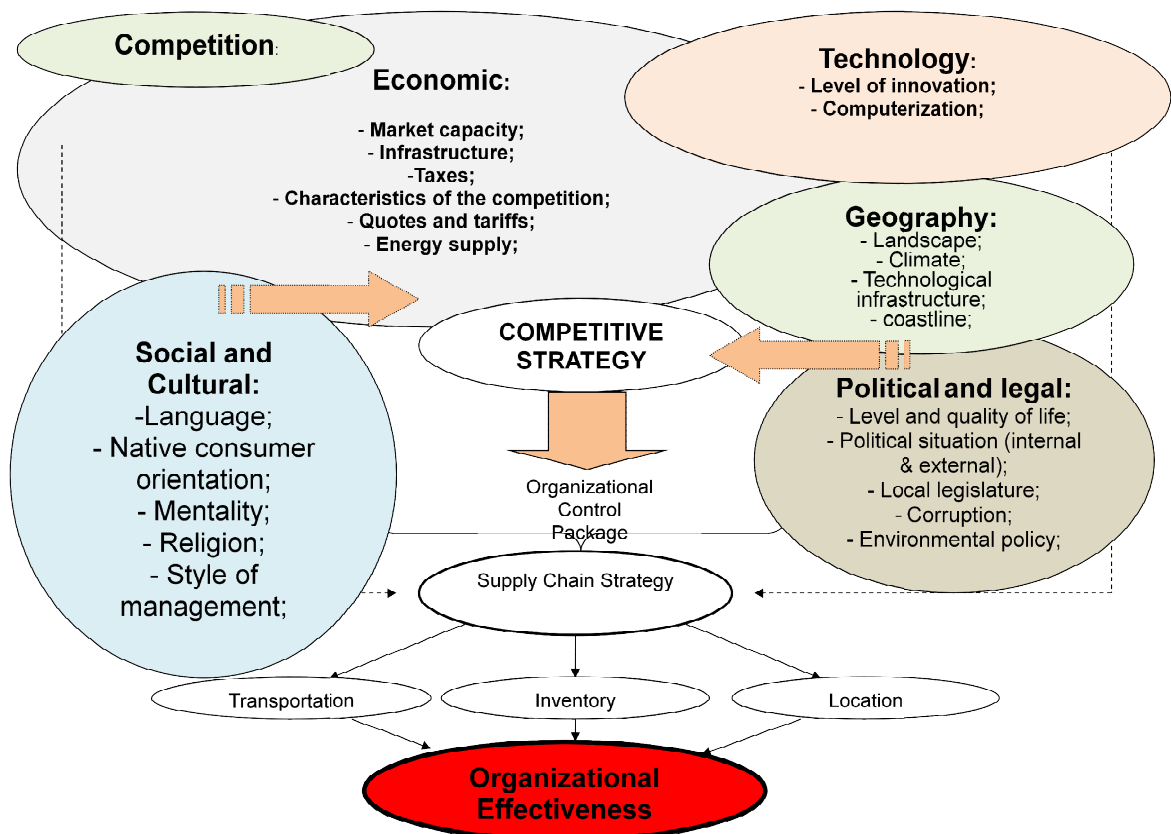 Competition:
Economic:
- Market capacity;
- Infrastructure;
-Taxes;
- Characteristics of the competition;
- Quotes and tariffs;
- Energy supply;
Technology:
- Level of innovation;
- Computerization;
Geography:
- Landscape;
- Climate;
- Technological
infrastructure;
- coastline;
Social and
Cultural:
-Language;
- Native consumer
orientation;
- Mentality;
- Religion;
- Style of
management;
COMPETITIVE
STRATEGY
Political and legal:
- Level and quality of life;
- Political situation (internal
& external);
- Local legislature;
- Corruption;
- Environmental policy;
Organizational
Control
Package
Supply Chain Strategy
Transportation
Inventory
Location
Organizational
Effectiveness